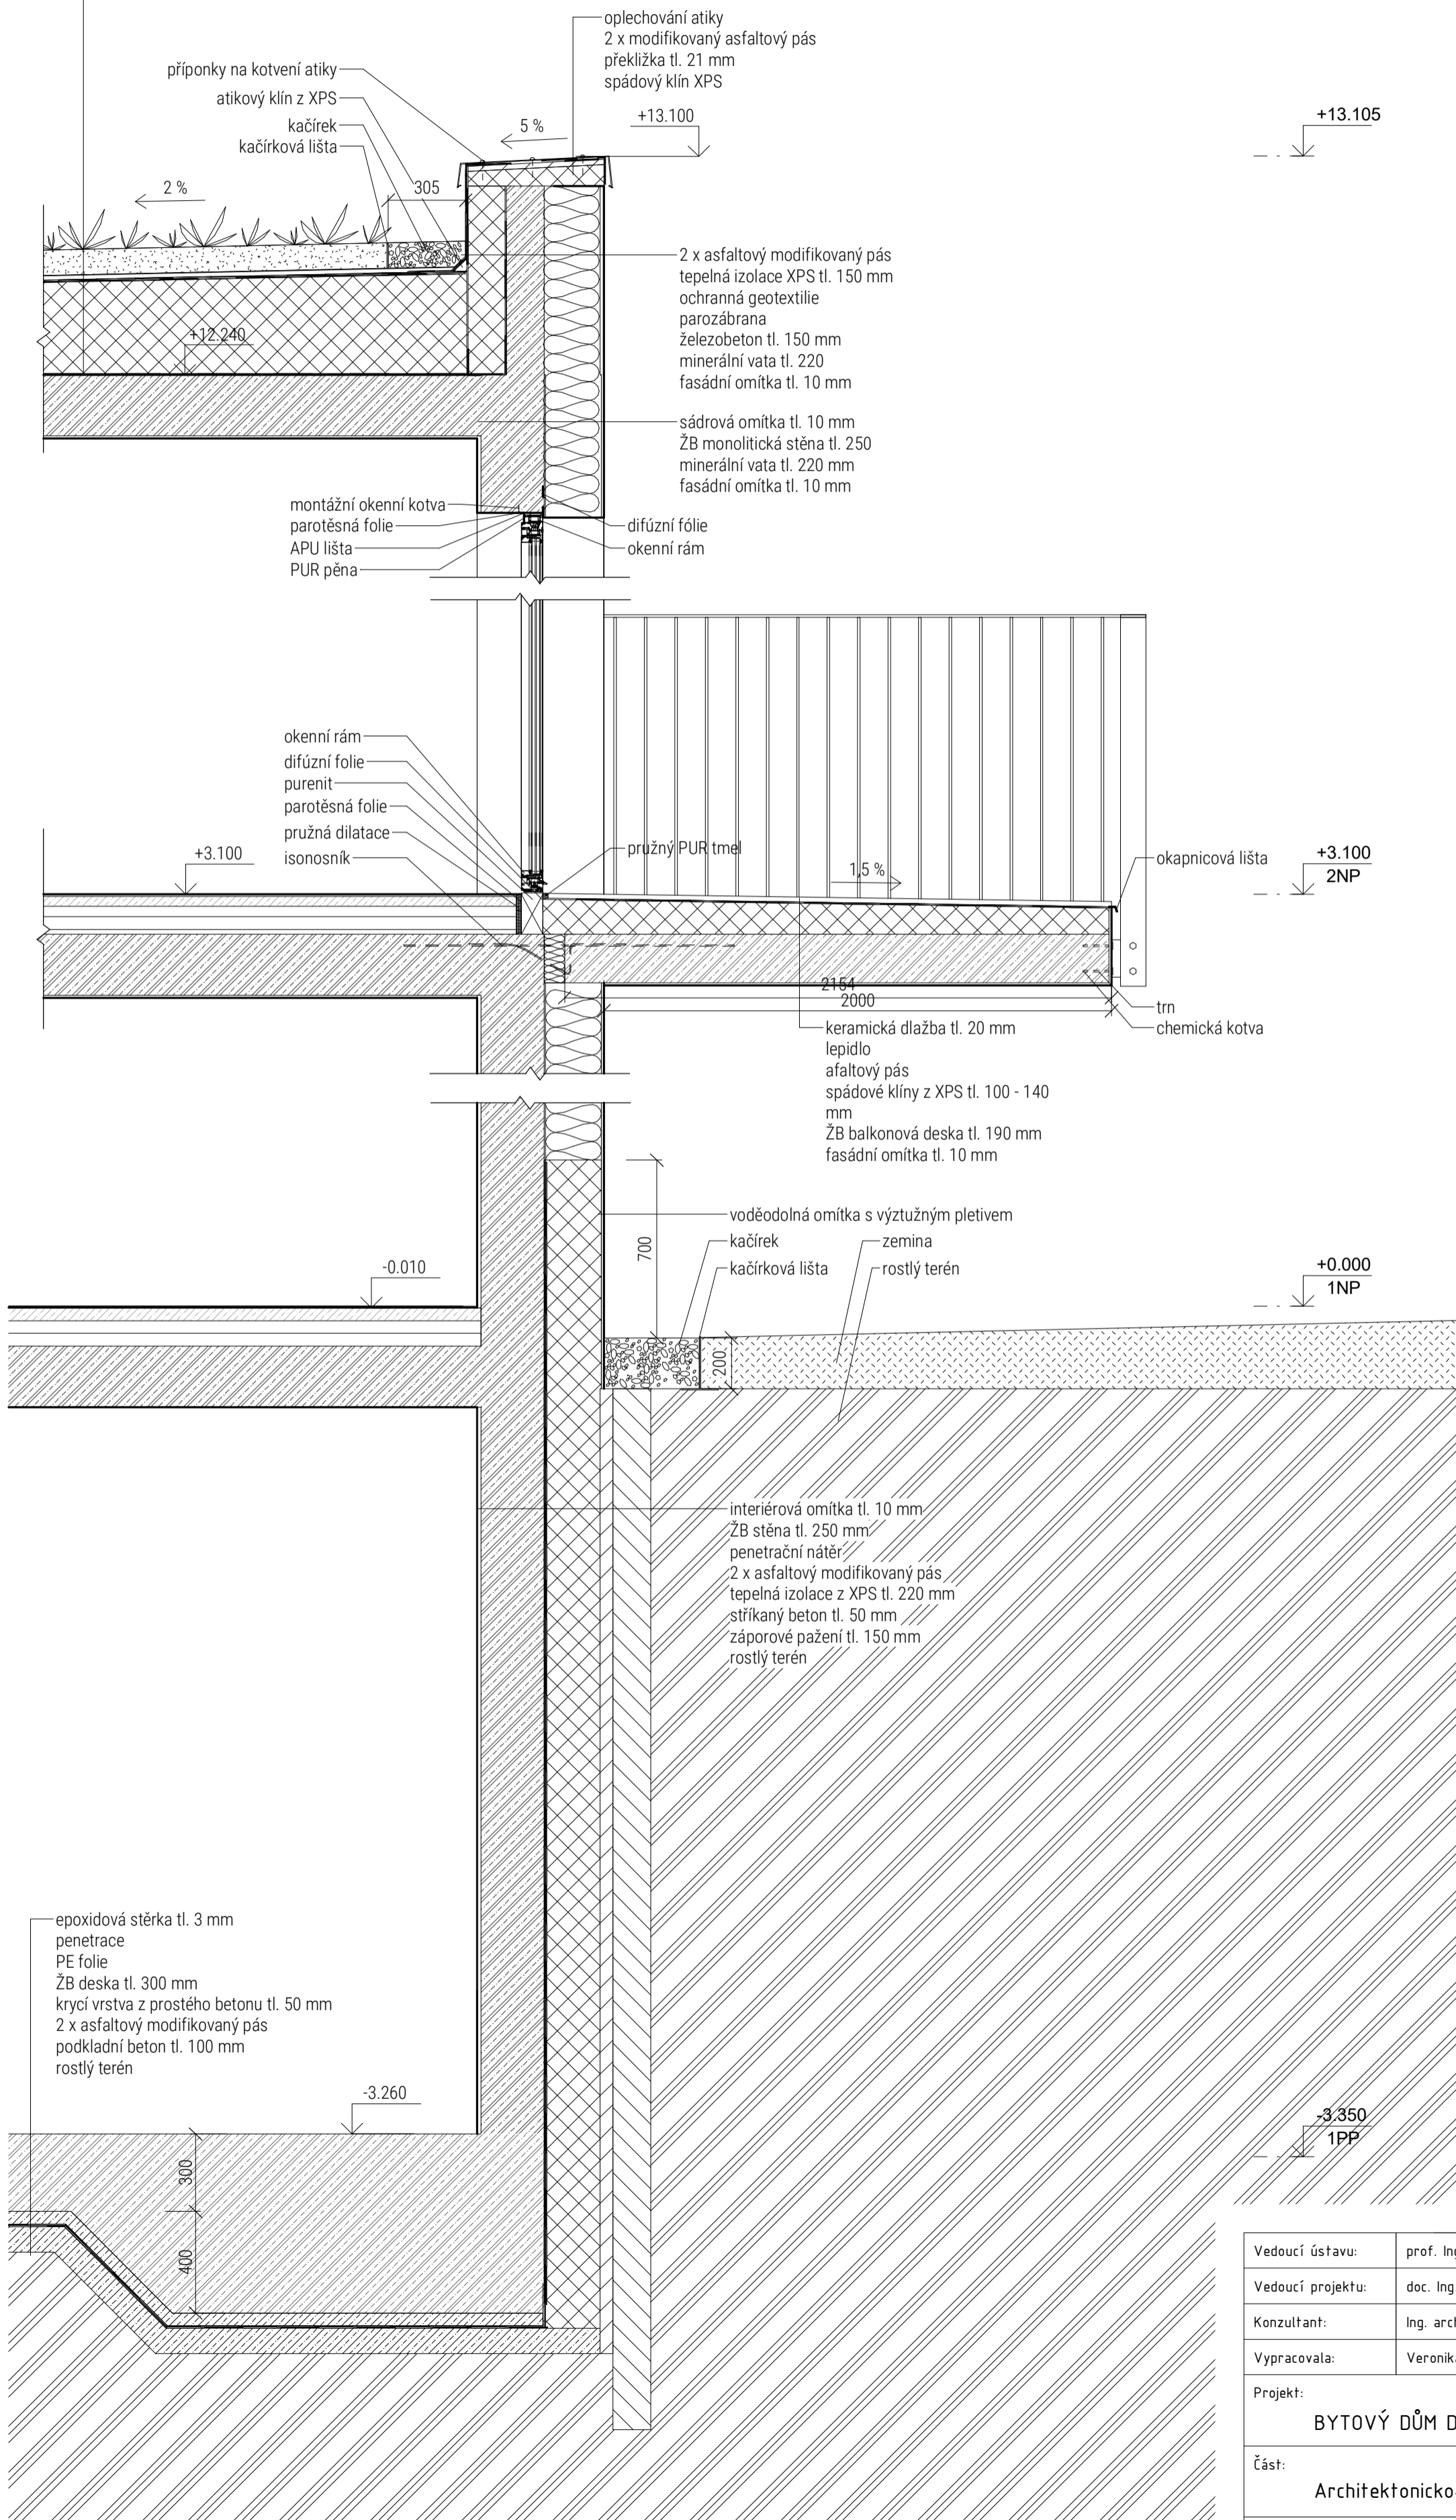 oplechování atiky
2 x modifikovaný asfaltový pás
překližka tl. 21 mm
spádový klín XPS
příponky na kotvení atiky
atikový klín z XPS
kačírek
kačírková lišta
5 %
+13.100
+13.105
2 %
305
2 x asfaltový modifikovaný pás
tepelná izolace XPS tl. 150 mm
ochranná geotextilie
parozábrana
železobeton tl. 150 mm
minerální vata tl. 220
fasádní omítka tl. 10 mm
+12.240
sádrová omítka tl. 10 mm
ŽB monolitická stěna tl. 250
minerální vata tl. 220 mm
fasádní omítka tl. 10 mm
montážní okenní kotva
parotěsná folie
APU lišta
PUR pěna
difúzní fólie
okenní rám
okenní rám
difúzní folie
purenit
parotěsná folie
pružná dilatace
isonosník
+3.100
pružný PUR tmel
1,5 %
okapnicová lišta
+3.100
2NP
2154
2000
trn
chemická kotva
keramická dlažba tl. 20 mm
lepidlo
afaltový pás
spádové klíny z XPS tl. 100 - 140
mm
ŽB balkonová deska tl. 190 mm
fasádní omítka tl. 10 mm
700
voděodolná omítka s výztužným pletivem
kačírek
kačírková lišta
zemina
rostlý terén
-0.010
+0.000
1NP
200
interiérová omítka tl. 10 mm
ŽB stěna tl. 250 mm
penetrační nátěr
2 x asfaltový modifikovaný pás
tepelná izolace z XPS tl. 220 mm
stříkaný beton tl. 50 mm
záporové pažení tl. 150 mm
rostlý terén
epoxidová stěrka tl. 3 mm
penetrace
PE folie
ŽB deska tl. 300 mm
krycí vrstva z prostého betonu tl. 50 mm
2 x asfaltový modifikovaný pás
podkladní beton tl. 100 mm
rostlý terén
-3.260
300
400
-3.350
1PP
Vedoucí ústavu: prof. Ing
Vedoucí projektu: doc. Ing
Konzultant: Ing. arch
Vypracovala: Veronika
Projekt:
BYTOVÝ DŮM D
Část:
Architektonicko